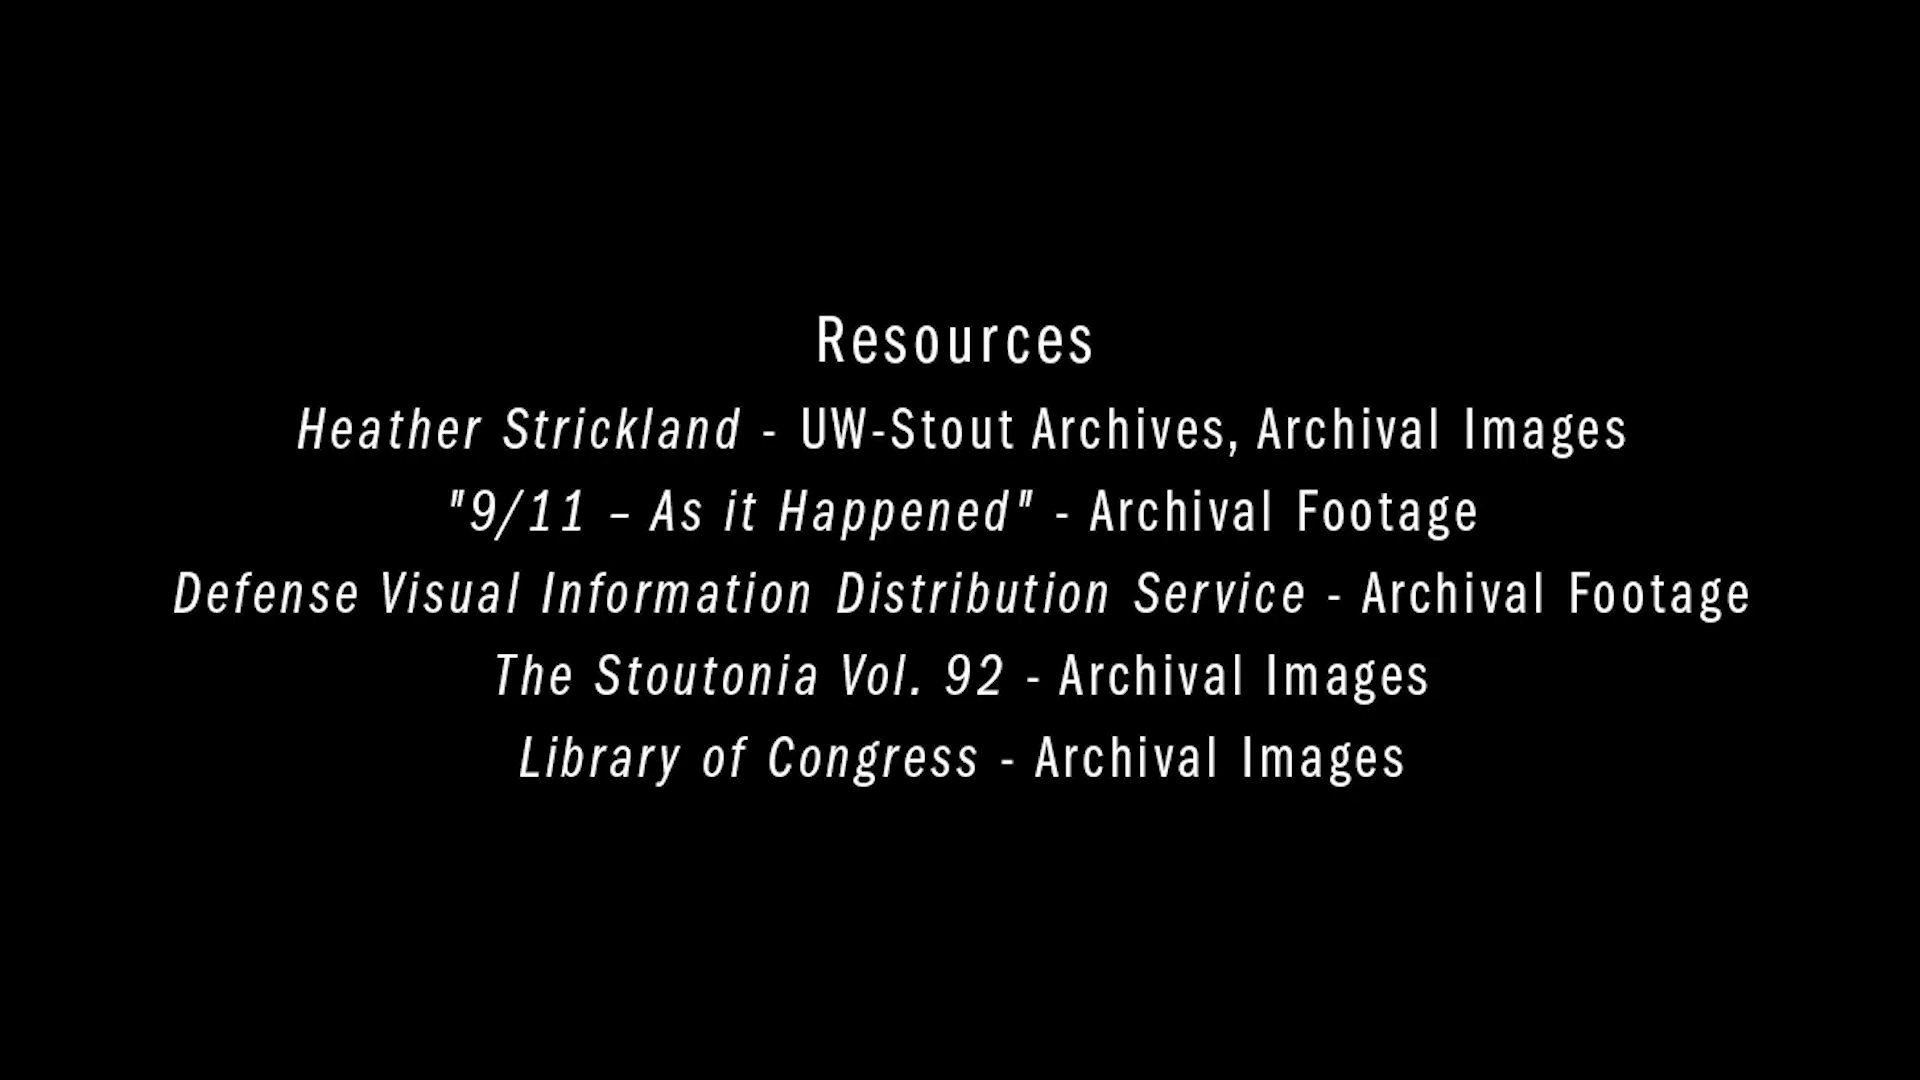 Resources
Heather Strickland - UW-Stout Archives, Archival Images
"9/11 – As it Happened" - Archival Footage
Defense Visual Information Distribution Service - Archival Footage
The Stoutonia Vol. 92 - Archival Images
Library of Congress - Archival Images